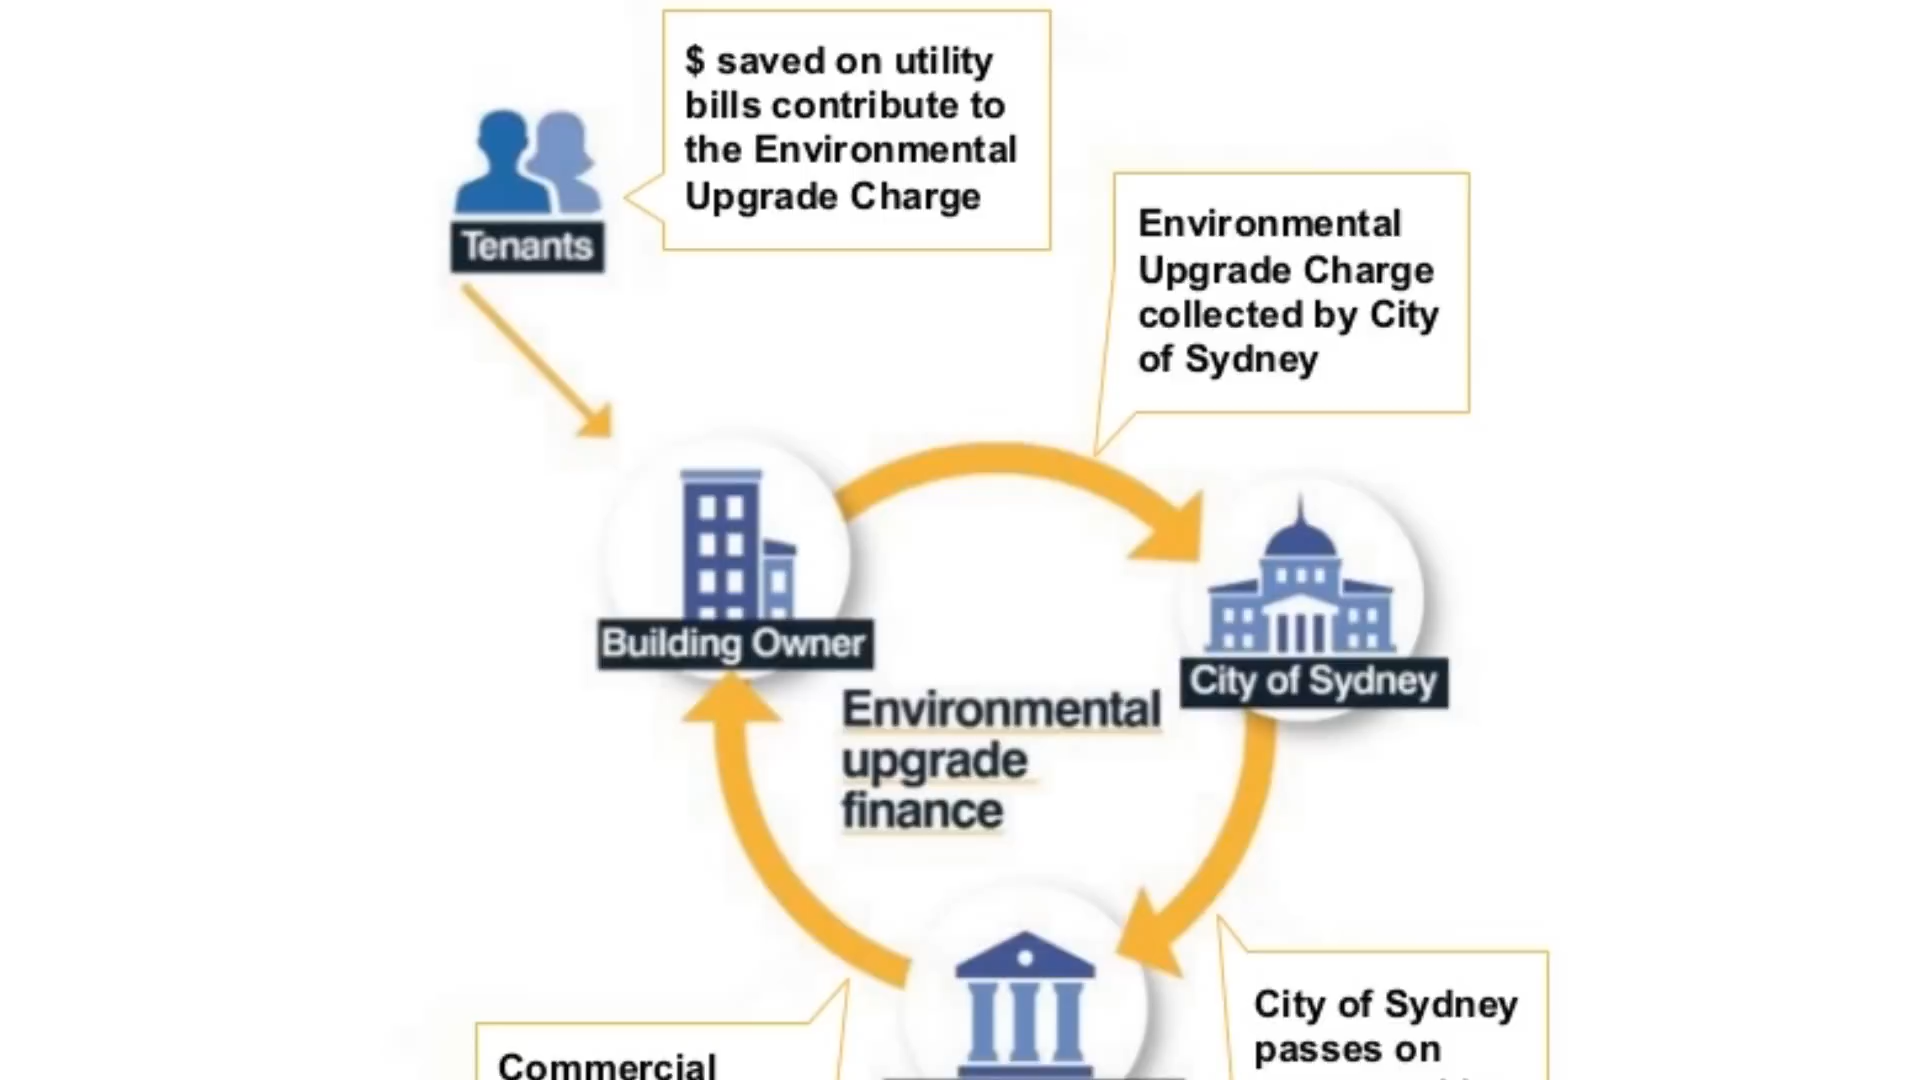 $ saved on utility
bills contribute to
the Environmental
Upgrade Charge
Tenants
Environmental
Upgrade Charge
collected by City
of Sydney
Building Owner
City of Sydney
Environmental
upgrade
finance
City of Sydney
passes on
Commercial